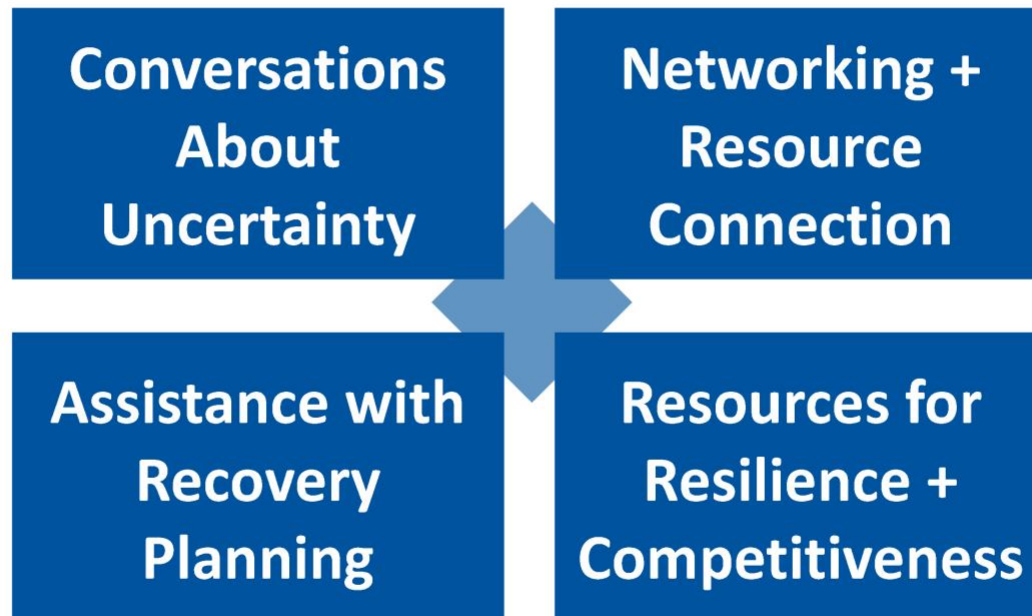 Conversations
About
Uncertainty
Networking +
Resource
Connection
Assistance with
Recovery
Planning
Resources for
Resilience +
Competitiveness